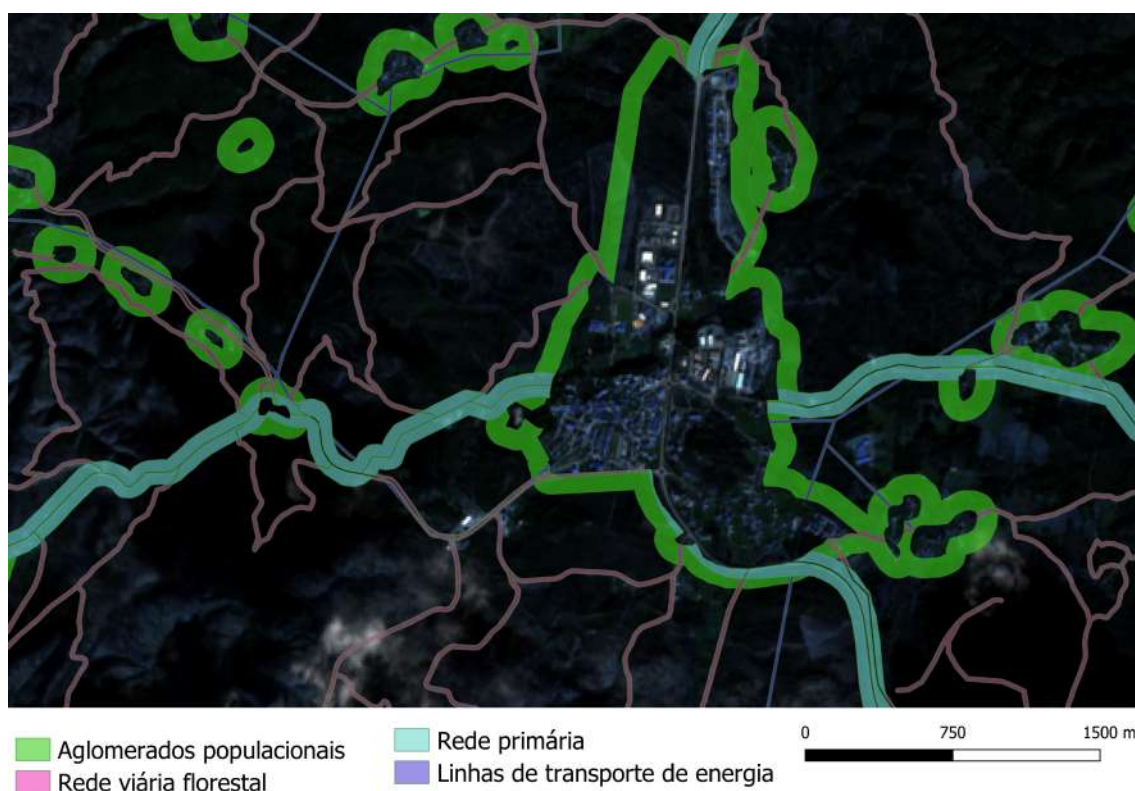 Aglomerados populacionais
Rede viária florestal
Rede primária
Linhas de transporte de energia
0 750 1500 m